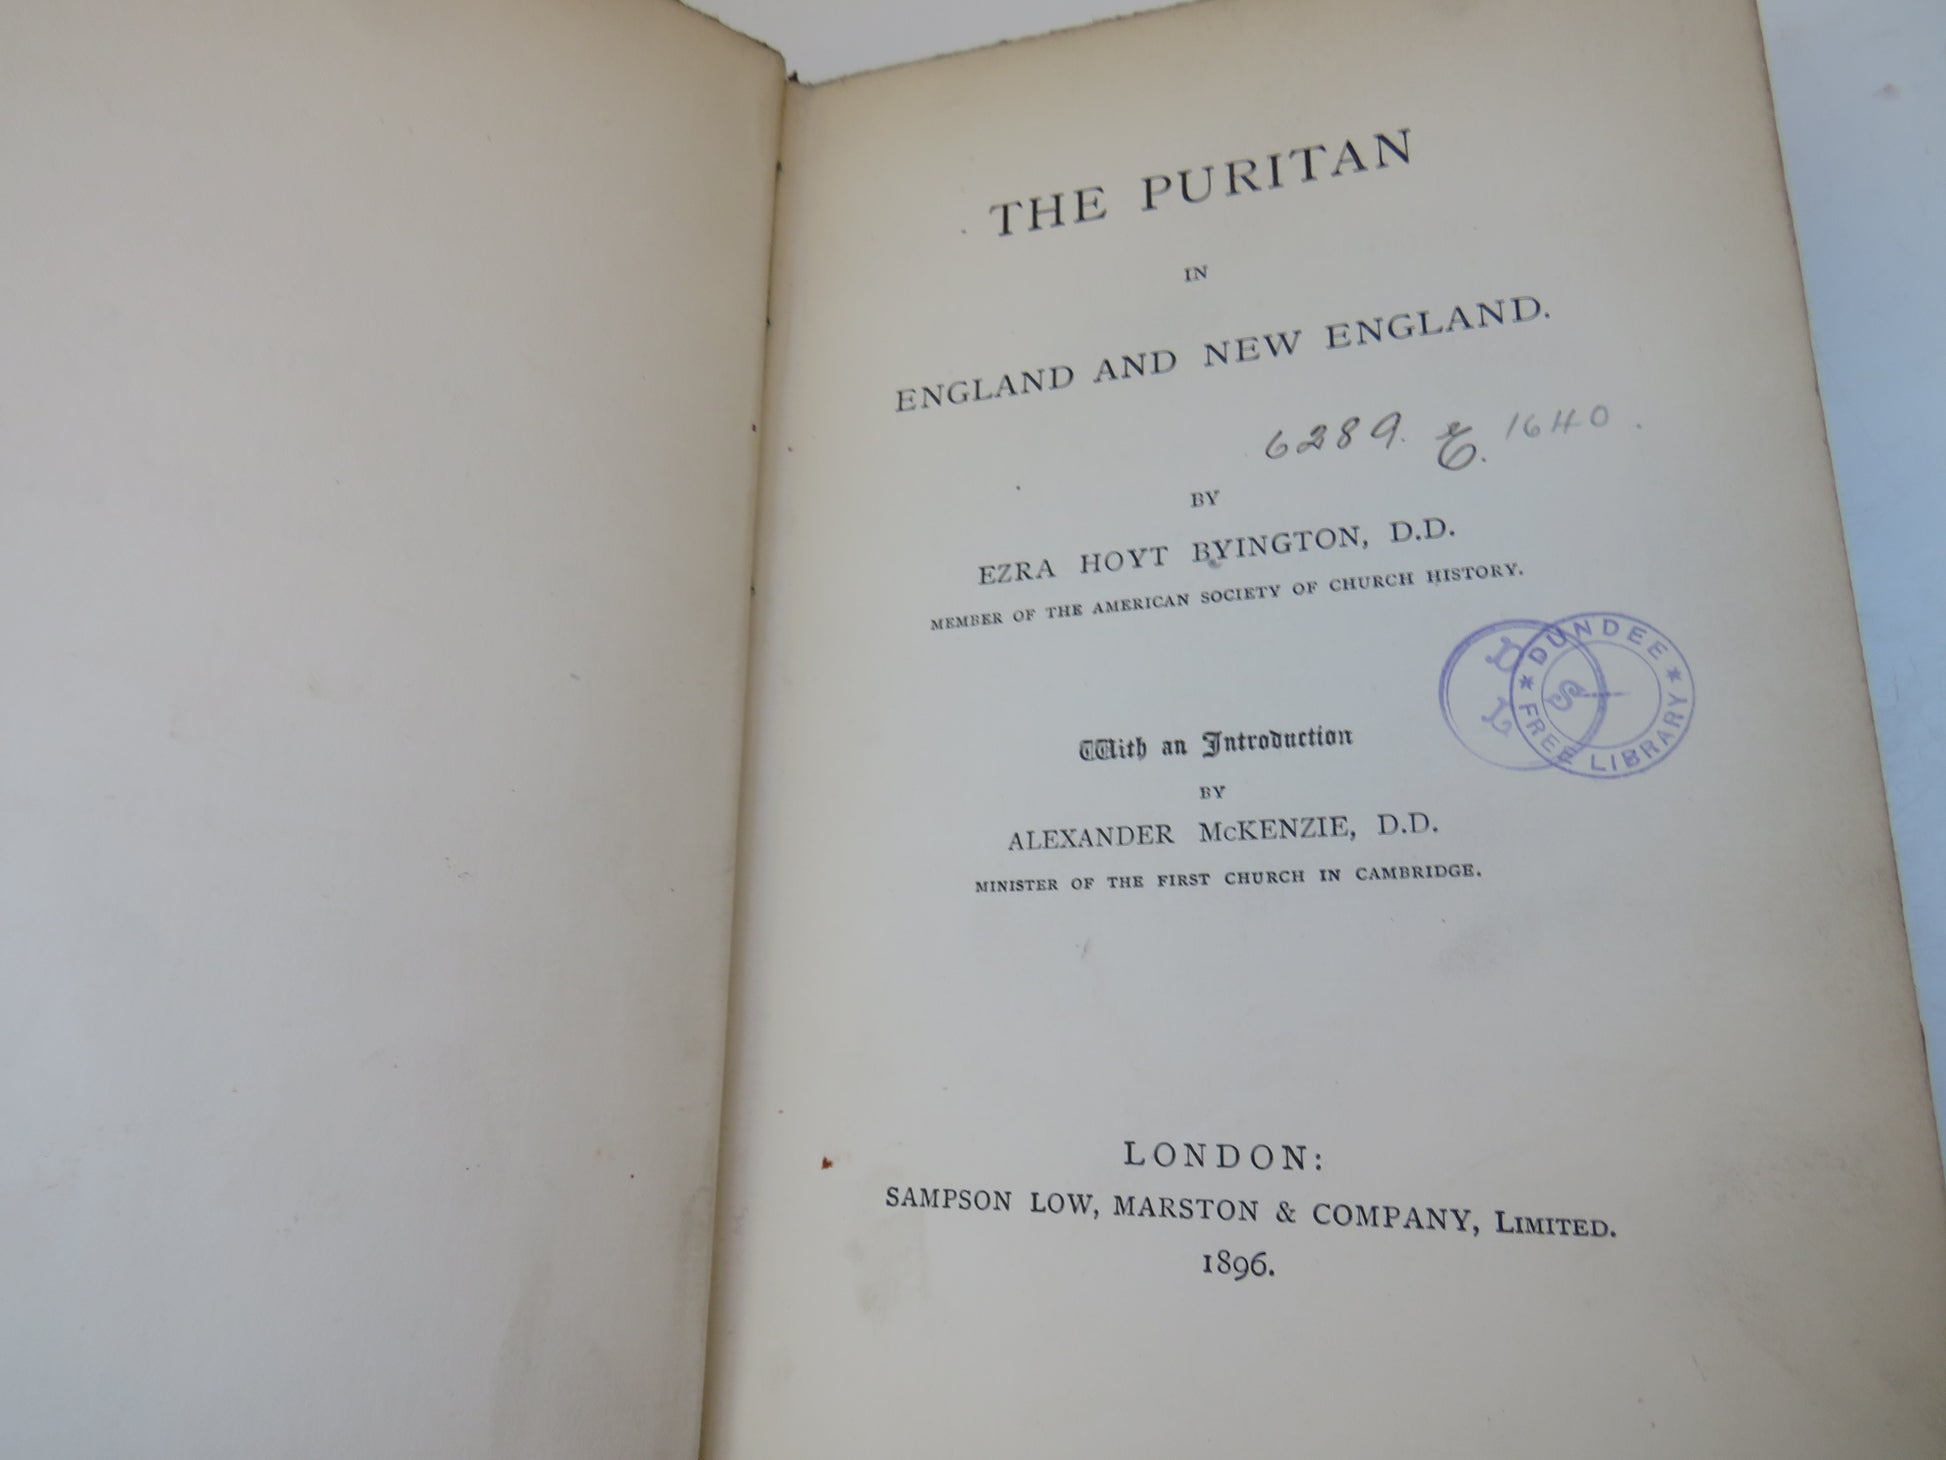 THE PURITAN
IN
ENGLAND AND NEW ENGLAND.
6289. E. 1640.
BY
EZRA HOYT BYINGTON, D.D.
MEMBER OF THE AMERICAN SOCIETY OF CHURCH HISTORY.
DUNDEE
FREE LIBRARY
With an Introduction
BY
ALEXANDER McKENZIE, D.D.
MINISTER OF THE FIRST CHURCH IN CAMBRIDGE.
LONDON:
SAMPSON LOW, MARSTON & COMPANY, LIMITED.
1896.